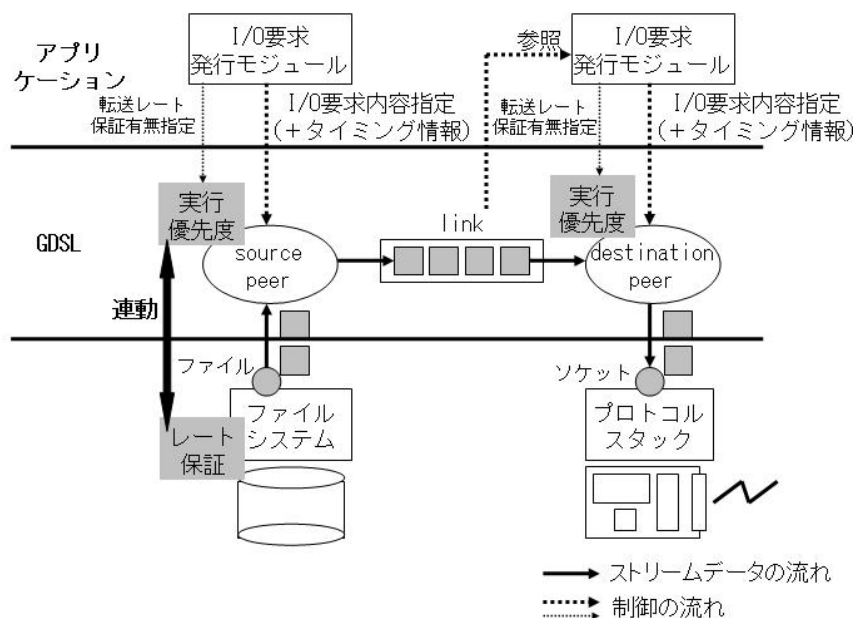 アプリ
ケーション
I/O要求
発行モジュール
参照
I/O要求
発行モジュール
転送レート
保証有無指定
I/O要求内容指定
(+タイミング情報)
転送レート
保証有無指定
I/O要求内容指定
(+タイミング情報)
GDSL
実行
優先度
source
peer
link
実行
優先度
destination
peer
連動
ファイル
ソケット
レート
保証
ファイル
システム
プロトコル
スタック
ストリームデータの流れ
制御の流れ